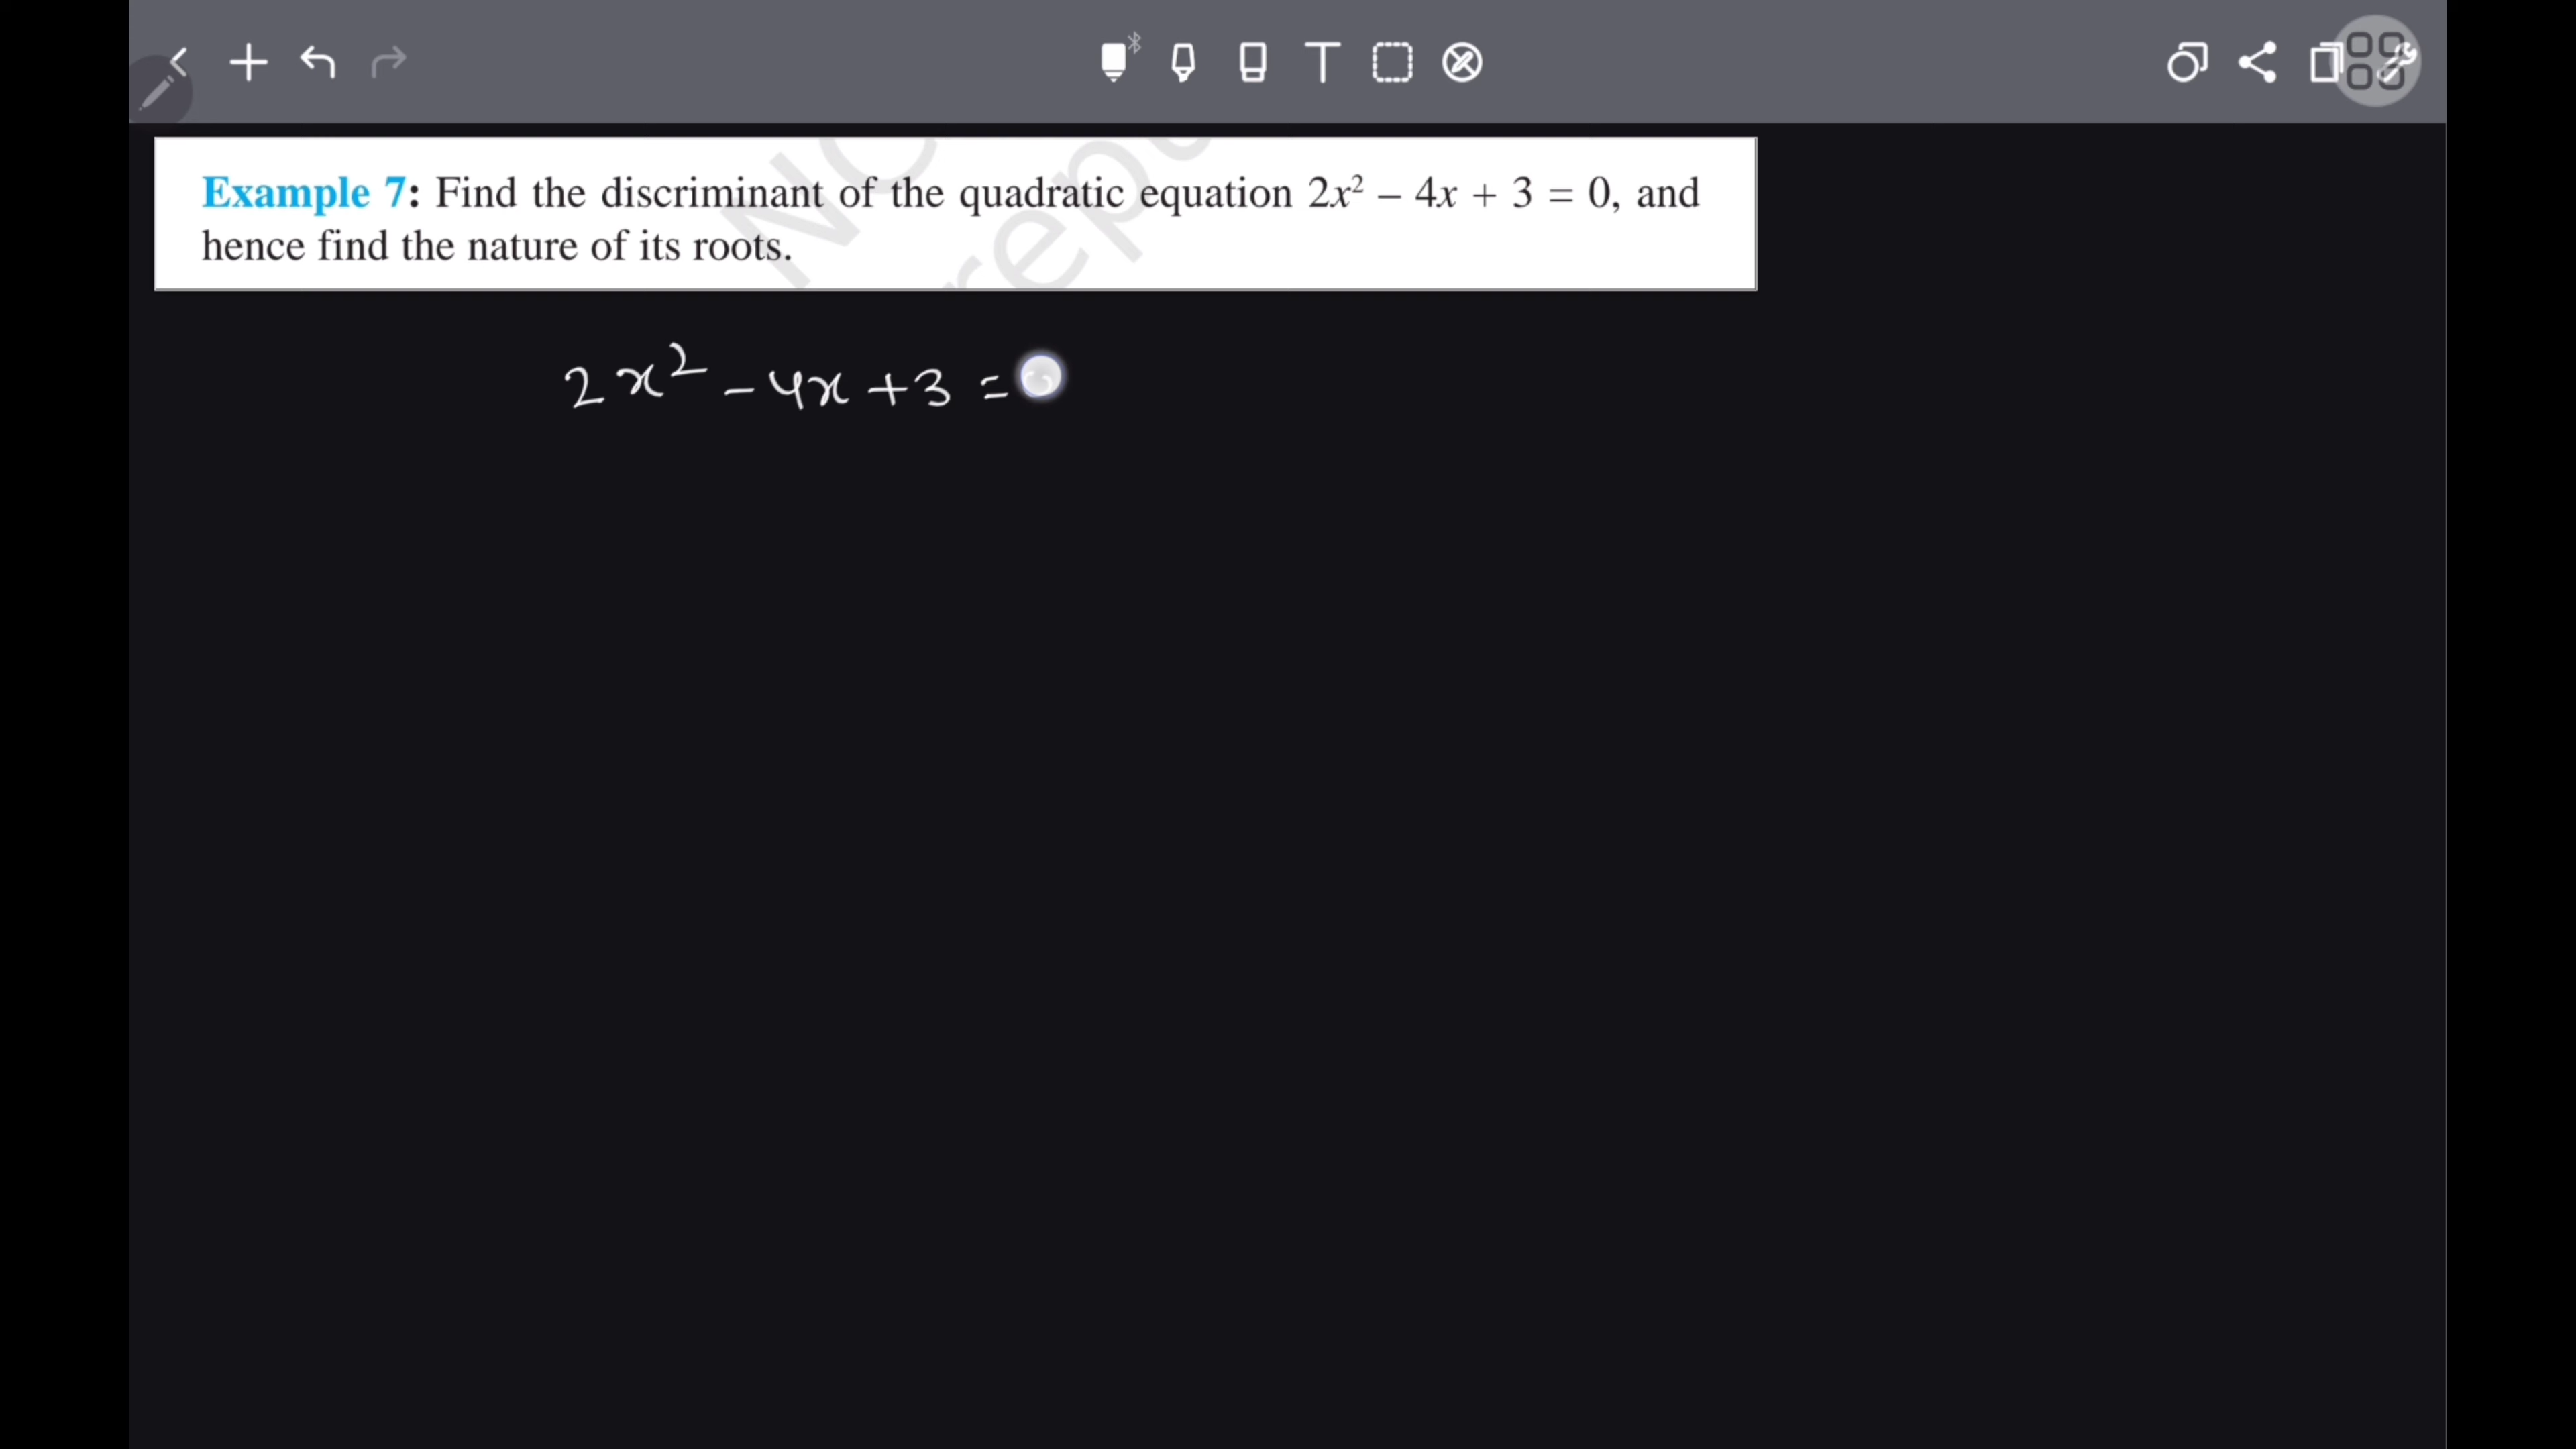 Example 7: Find the discriminant of the quadratic equation 2x² – 4x + 3 = 0, and
hence find the nature of its roots.
2x² - 4x + 3 = 0